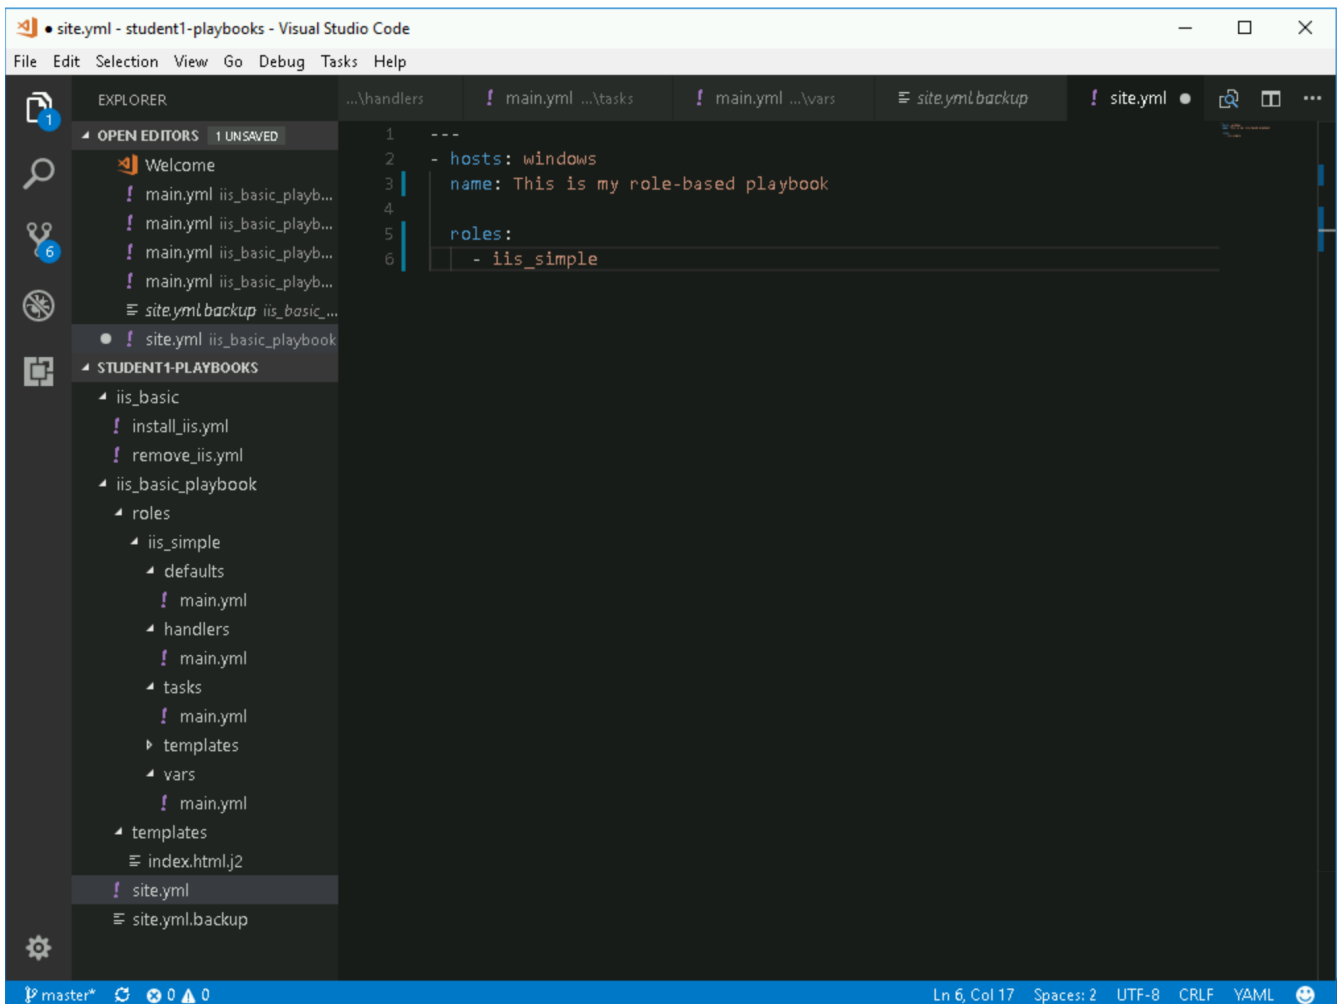 ● site.yml - student1-playbooks - Visual Studio Code
File Edit Selection View Go Debug Tasks Help
EXPLORER
1
6
OPEN EDITORS 1 UNSAVED
Welcome
! main.yml iis_basic_playb...
! main.yml iis_basic_playb...
! main.yml iis_basic_playb...
! main.yml iis_basic_playb...
site.yml.backup iis_basic_...
● ! site.yml iis_basic_playbook
STUDENT1-PLAYBOOKS
iis_basic
! install_iis.yml
! remove_iis.yml
iis_basic_playbook
roles
iis_simple
defaults
! main.yml
handlers
! main.yml
tasks
! main.yml
templates
vars
! main.yml
templates
index.html.j2
! site.yml
site.yml.backup
...\handlers ! main.yml ...\tasks ! main.yml ...\vars site.yml.backup ! site.yml ● ...
1 ---
2 - hosts: windows
3 name: This is my role-based playbook
4
5 roles:
6 - iis_simple
master* 0 0 Ln 6, Col 17 Spaces: 2 UTF-8 CRLF YAML